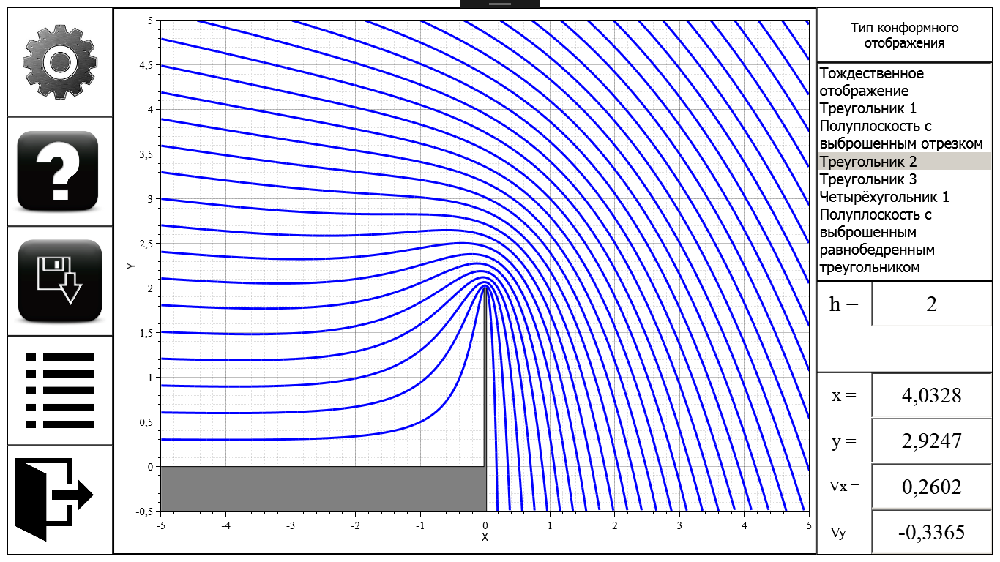 5
4,5
4
3,5
3
2,5
2
1,5
1
0,5
0
-0,5
Y
-5
-4
-3
-2
-1
0
1
2
3
4
5
X
Тип конформного
отображения
Тождественное
отображение
Треугольник 1
Полуплоскость с
выброшенным отрезком
Треугольник 2
Треугольник 3
Четырёхугольник 1
Полуплоскость с
выброшенным
равнобедренным
треугольником
h = 2
x = 4,0328
y = 2,9247
Vx = 0,2602
Vy = -0,3365